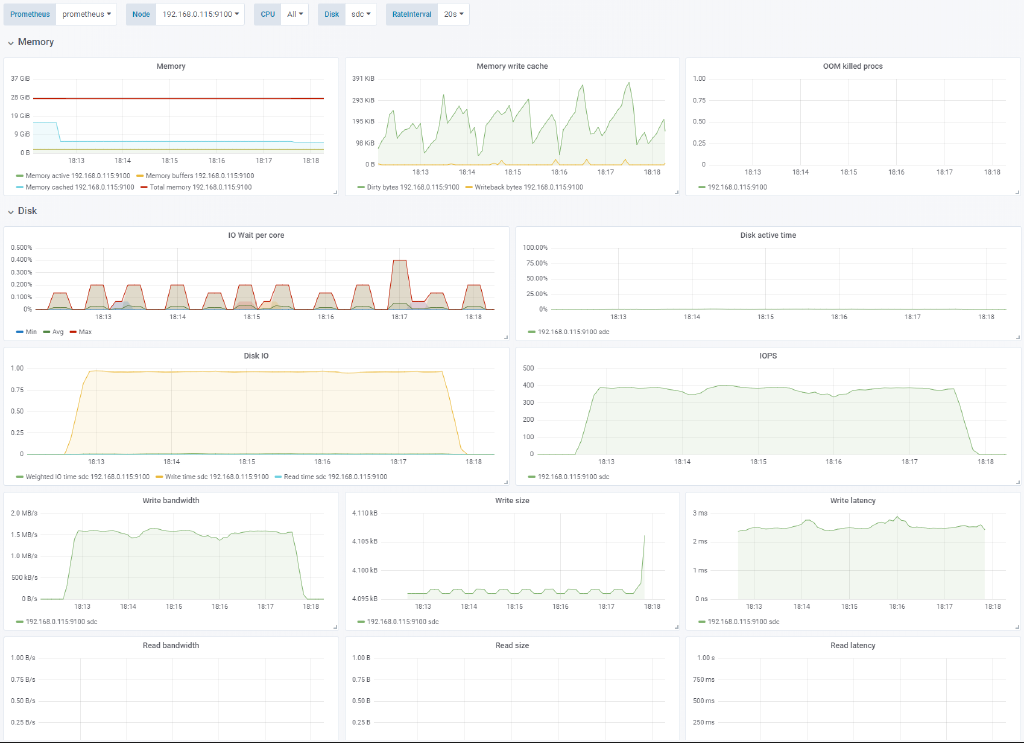 Prometheus prometheus Node 192.168.0.115:9100 CPU All Disk sdc RateInterval 20s
Memory
Memory
37 GiB
28 GiB
19 GiB
9 GiB
0 B
18:13 18:14 18:15 18:16 18:17 18:18
Memory active 192.168.0.115:9100 Memory buffers 192.168.0.115:9100
Memory cached 192.168.0.115:9100 Total memory 192.168.0.115:9100
Memory write cache
391 KiB
293 KiB
195 KiB
98 KiB
0 B
18:13 18:14 18:15 18:16 18:17 18:18
Dirty bytes 192.168.0.115:9100 Writeback bytes 192.168.0.115:9100
OOM killed procs
1.00
0.75
0.50
0.25
0
18:13 18:14 18:15 18:16 18:17 18:18
192.168.0.115:9100
Disk
IO Wait per core
0.500%
0.400%
0.300%
0.200%
0.100%
0%
18:13 18:14 18:15 18:16 18:17 18:18
Min Avg Max
Disk active time
100.00%
75.00%
50.00%
25.00%
0%
18:13 18:14 18:15 18:16 18:17 18:18
192.168.0.115:9100 sdc
Disk IO
1.00
0.75
0.50
0.25
0
18:13 18:14 18:15 18:16 18:17 18:18
Weighted IO time sdc 192.168.0.115:9100 Write time sdc 192.168.0.115:9100 Read time sdc 192.168.0.115:9100
IOPS
500
400
300
200
100
0
18:13 18:14 18:15 18:16 18:17 18:18
192.168.0.115:9100 sdc
Write bandwidth
2.0 MB/s
1.5 MB/s
1.0 MB/s
500 kB/s
0 B/s
18:13 18:14 18:15 18:16 18:17 18:18
192.168.0.115:9100 sdc
Write size
4.110 kB
4.105 kB
4.100 kB
4.095 kB
18:13 18:14 18:15 18:16 18:17 18:18
192.168.0.115:9100 sdc
Write latency
3 ms
2 ms
1 ms
0 ns
18:13 18:14 18:15 18:16 18:17 18:18
192.168.0.115:9100 sdc
Read bandwidth
1.00 B/s
0.75 B/s
0.50 B/s
0.25 B/s
Read size
1.00 B
0.75 B
0.50 B
0.25 B
Read latency
1.00 s
750 ms
500 ms
250 ms